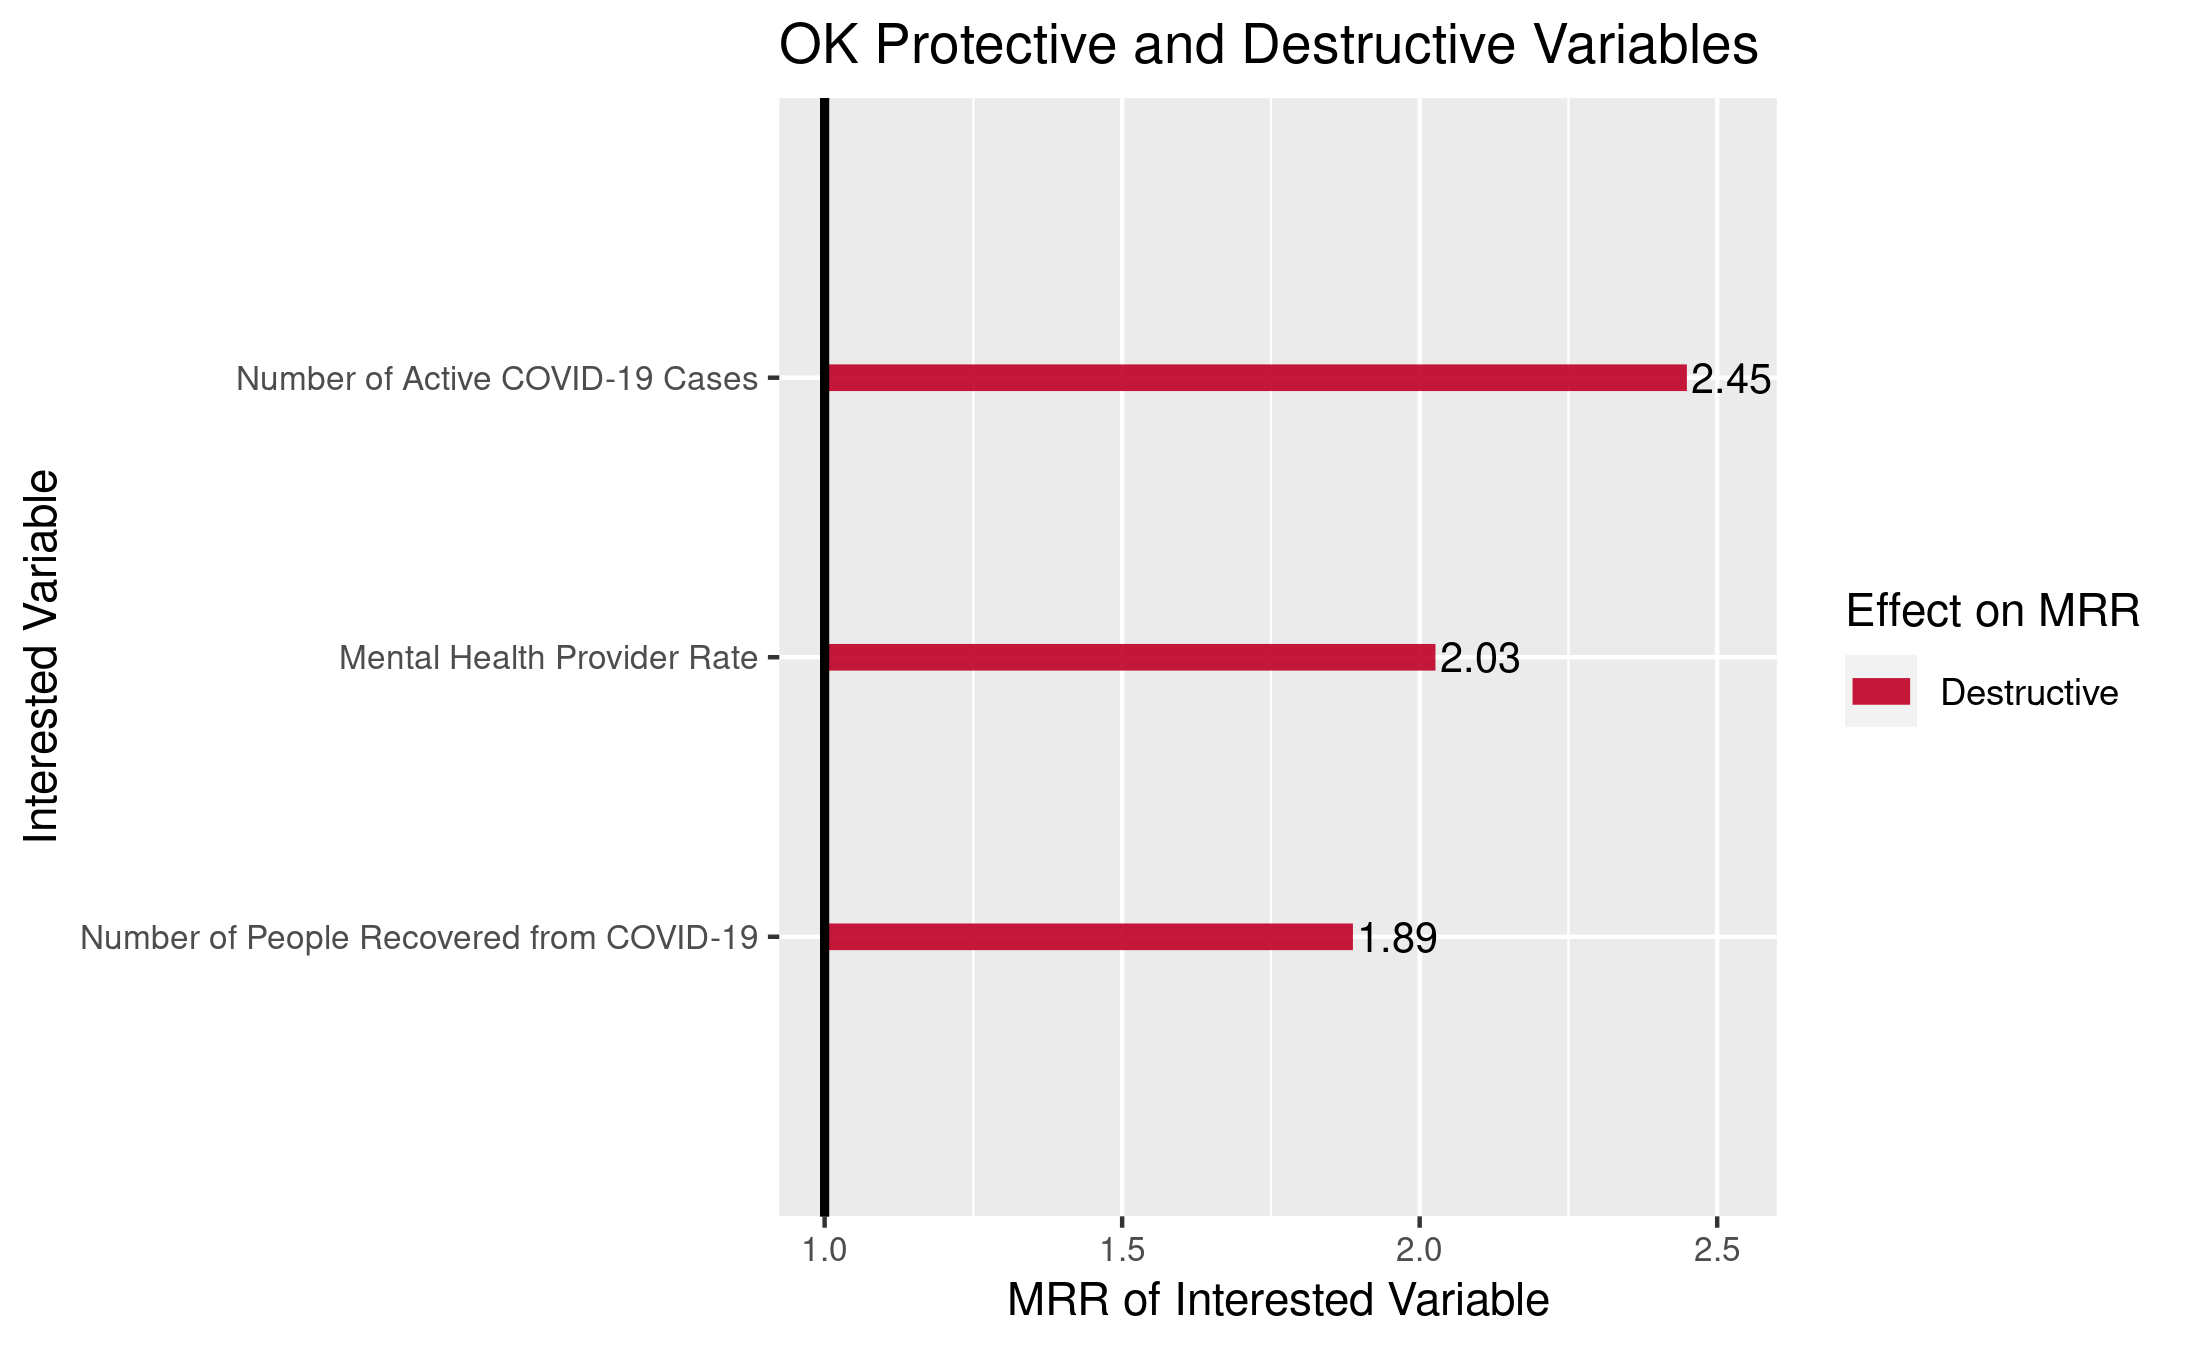 OK Protective and Destructive Variables
Interested Variable
Number of Active COVID-19 Cases
2.45
Mental Health Provider Rate
2.03
Number of People Recovered from COVID-19
1.89
1.0
1.5
2.0
2.5
MRR of Interested Variable
Effect on MRR
Destructive